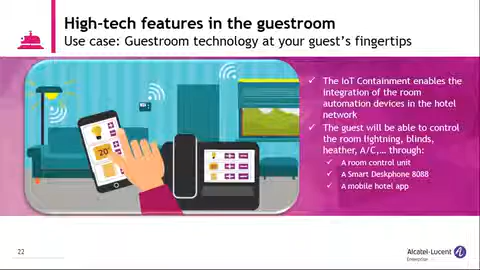 High-tech features in the guestroom
Use case: Guestroom technology at your guest's fingertips
✓ The IoT Containment enables the
integration of the room
automation devices in the hotel
network
✓ The guest will be able to control
the room lightning, blinds,
heather, A/C,… through:
✓ A room control unit
✓ A Smart Deskphone 8088
✓ A mobile hotel app
20°
22
Alcatel·Lucent
Enterprise